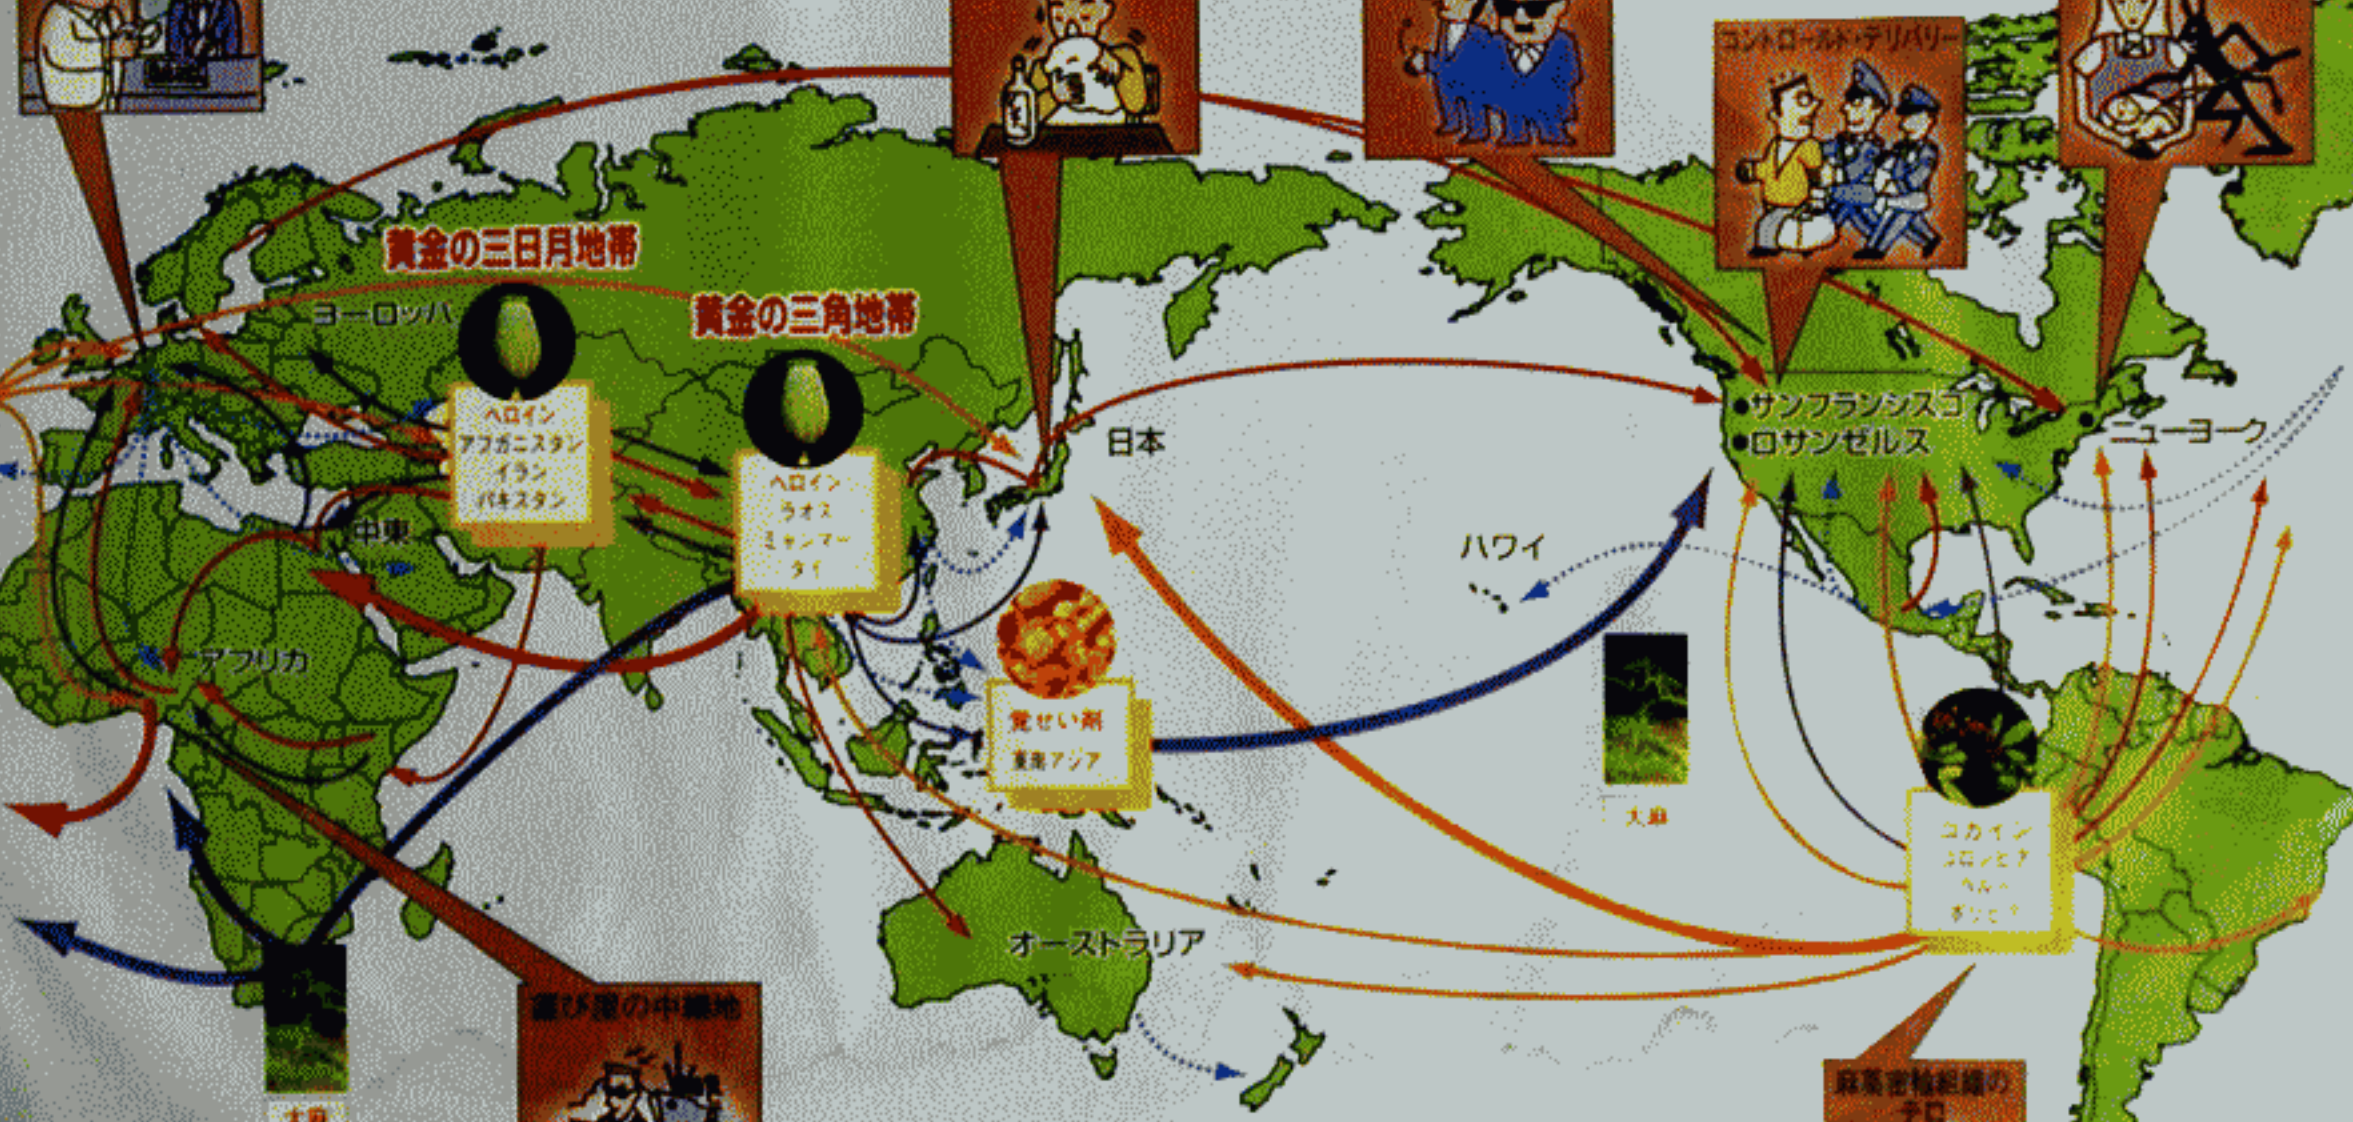 コントロールド・デリバリー
黄金の三日月地帯
黄金の三角地帯
ヨーロッパ
ヘロイン
アフガニスタン
イラン
パキスタン
ヘロイン
ラオス
ミャンマー
タイ
日本
サンフランシスコ
ロサンゼルス
ニューヨーク
中東
ハワイ
アフリカ
覚せい剤
東南アジア
大麻
コカイン
コロンビア
ペルー
ボリビア
オーストラリア
運び屋の中継地
麻薬密輸組織の
テロ
大麻